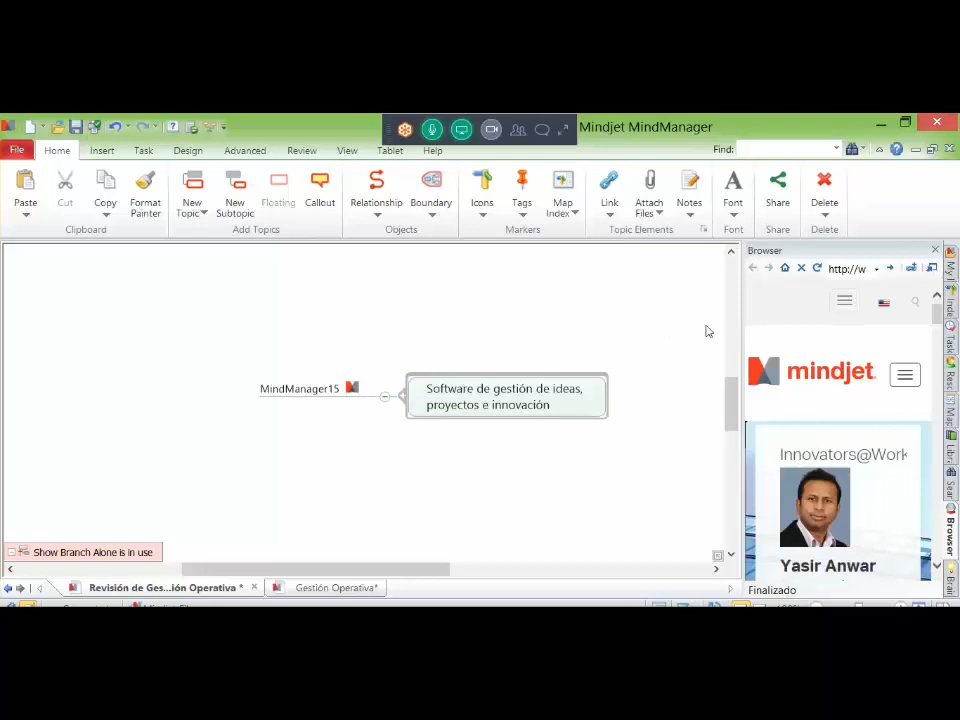 Mindjet MindManager
File Home Insert Task Design Advanced Review View Tablet Help Find:
Paste Cut Copy Format Painter New Topic New Subtopic Floating Callout Relationship Boundary Icons Tags Map Index Link Attach Files Notes Font Share Delete
Clipboard Add Topics Objects Markers Topic Elements Font Share Delete
Browser
http://w
mindjet
MindManager15
Software de gestión de ideas,
proyectos e innovación
Innovators@Work
Yasir Anwar
Show Branch Alone is in use
Revisión de Ges...ión Operativa * Gestión Operativa*
Finalizado
Browser